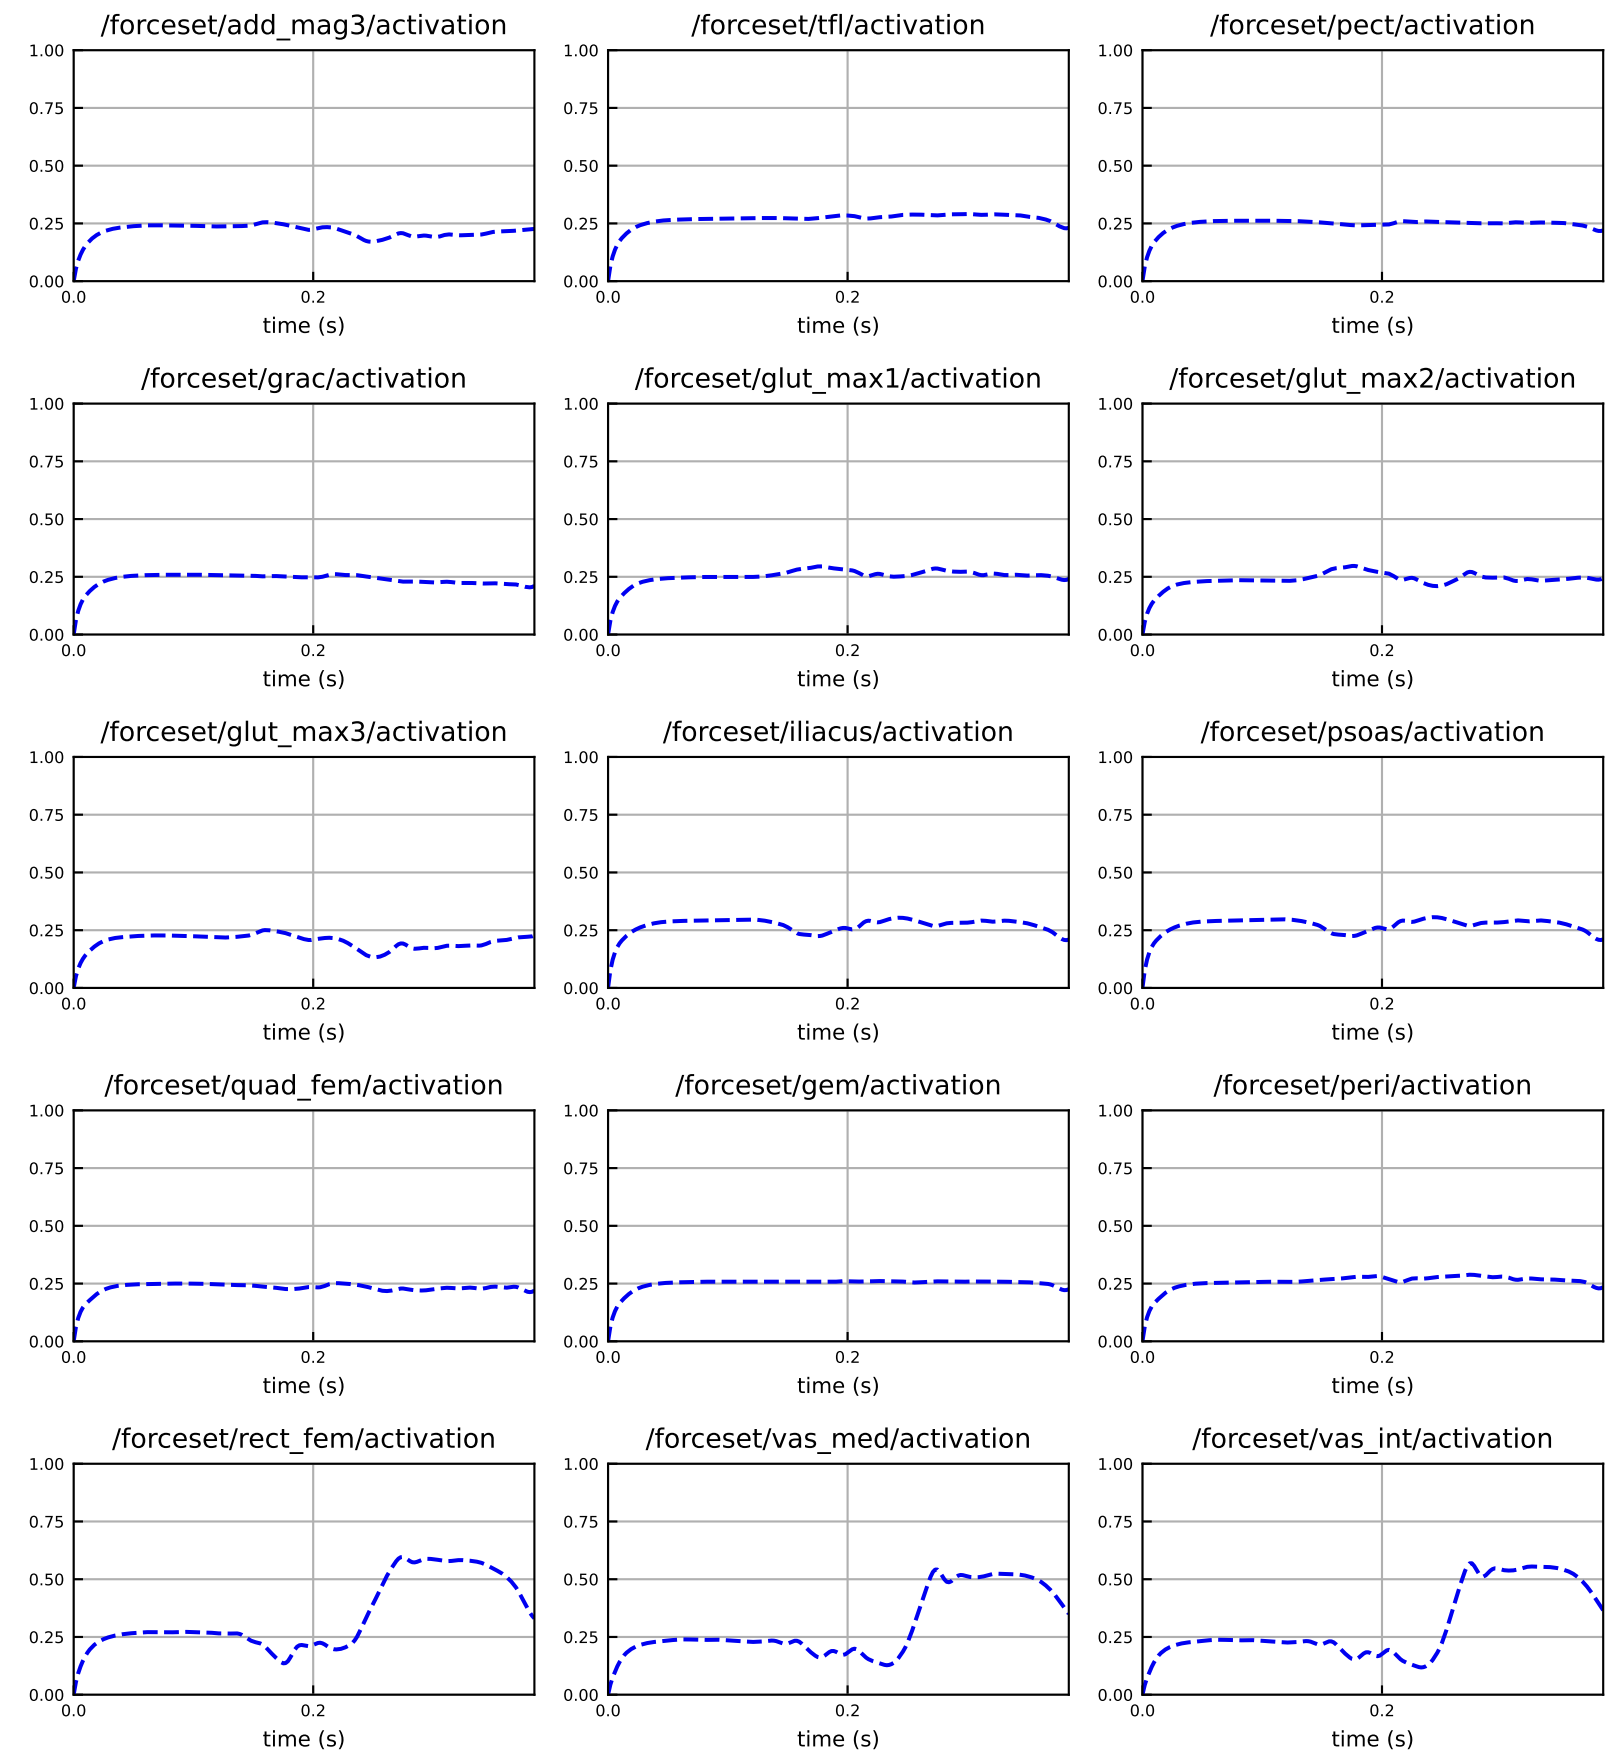 /forceset/add_mag3/activation /forceset/tfl/activation /forceset/pect/activation
1.00 1.00 1.00
0.75 0.75 0.75
0.50 0.50 0.50
0.25 0.25 0.25
0.00 0.00 0.00
0.0 0.2 0.0 0.2 0.0 0.2
time (s) time (s) time (s)
/forceset/grac/activation /forceset/glut_max1/activation /forceset/glut_max2/activation
1.00 1.00 1.00
0.75 0.75 0.75
0.50 0.50 0.50
0.25 0.25 0.25
0.00 0.00 0.00
0.0 0.2 0.0 0.2 0.0 0.2
time (s) time (s) time (s)
/forceset/glut_max3/activation /forceset/iliacus/activation /forceset/psoas/activation
1.00 1.00 1.00
0.75 0.75 0.75
0.50 0.50 0.50
0.25 0.25 0.25
0.00 0.00 0.00
0.0 0.2 0.0 0.2 0.0 0.2
time (s) time (s) time (s)
/forceset/quad_fem/activation /forceset/gem/activation /forceset/peri/activation
1.00 1.00 1.00
0.75 0.75 0.75
0.50 0.50 0.50
0.25 0.25 0.25
0.00 0.00 0.00
0.0 0.2 0.0 0.2 0.0 0.2
time (s) time (s) time (s)
/forceset/rect_fem/activation /forceset/vas_med/activation /forceset/vas_int/activation
1.00 1.00 1.00
0.75 0.75 0.75
0.50 0.50 0.50
0.25 0.25 0.25
0.00 0.00 0.00
0.0 0.2 0.0 0.2 0.0 0.2
time (s) time (s) time (s)